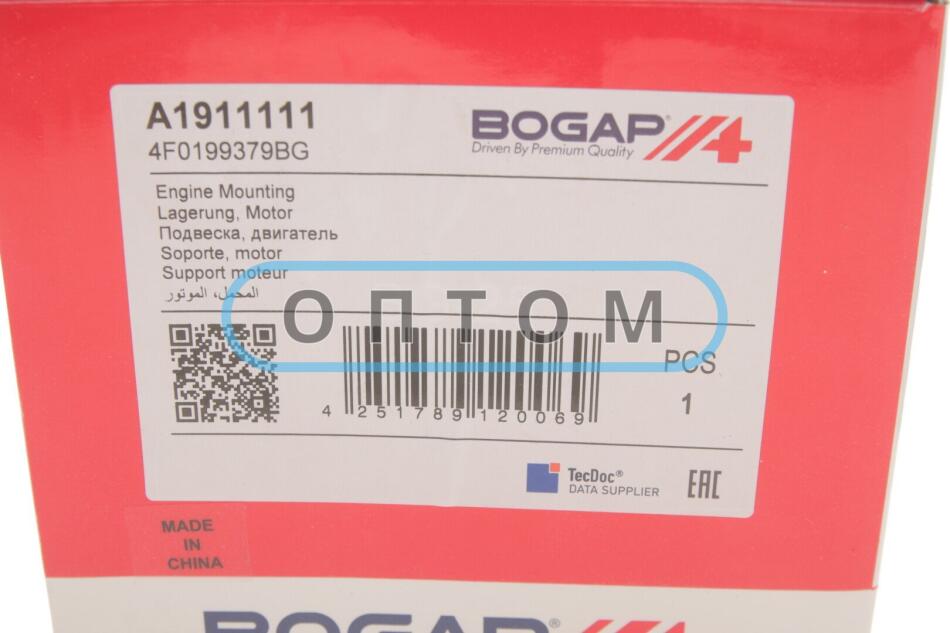 A1911111
4F0199379BG
BOGAP®
Driven By Premium Quality
Engine Mounting
Lagerung, Motor
Подвеска, двигатель
Soporte, motor
Support moteur
المحمل، الموتور
ОПТОМ
4 251789 120069
PCS
1
TecDoc®
DATA SUPPLIER
EAC
MADE
IN
CHINA
BOGAP®